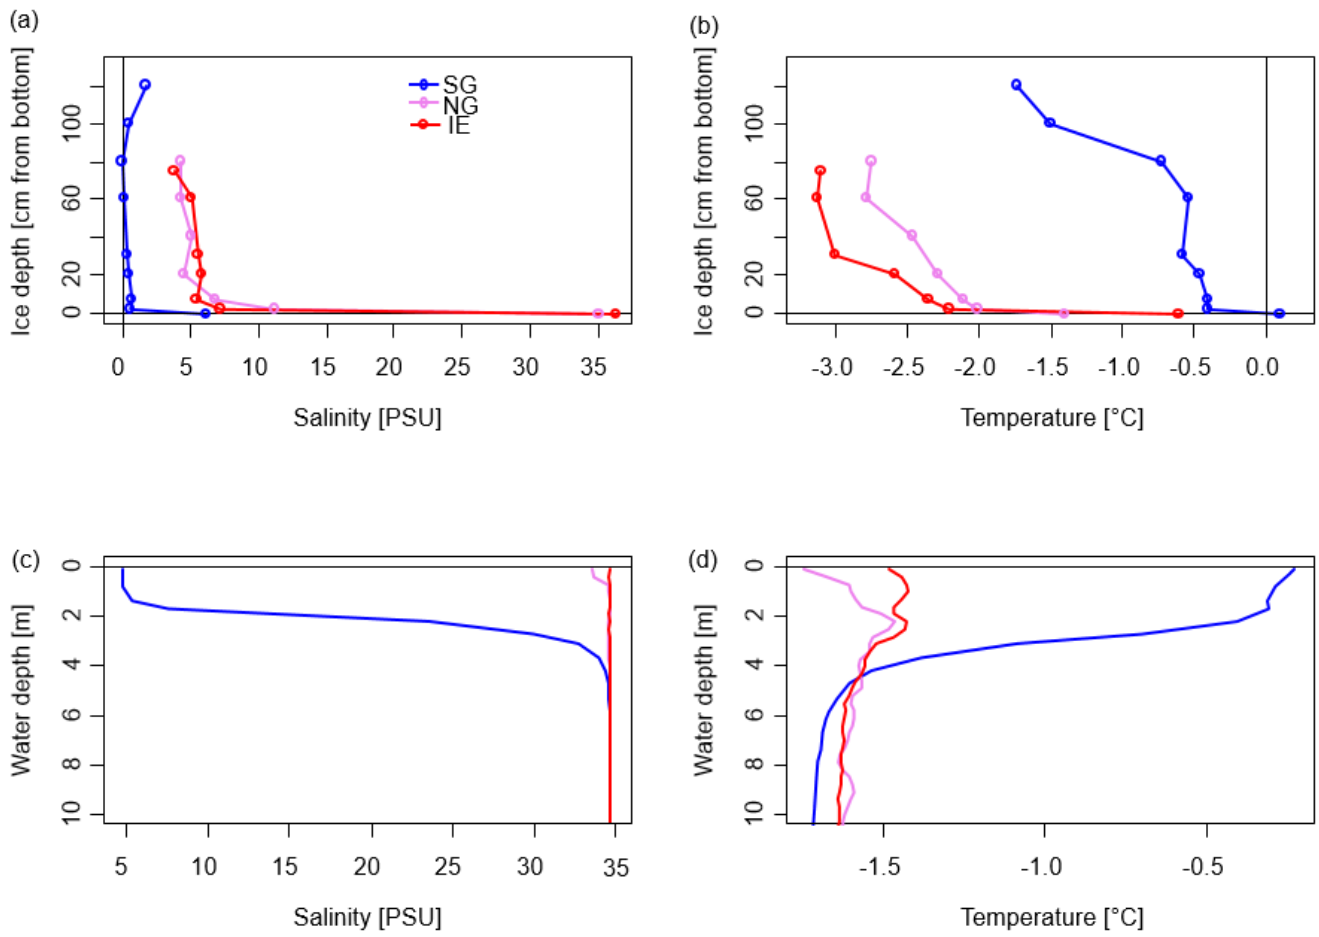 (a)
Ice depth [cm from bottom]
100
60
20
0
SG
NG
IE
0 5 10 15 20 25 30 35
Salinity [PSU]
(b)
Ice depth [cm from bottom]
100
60
20
0
-3.0 -2.5 -2.0 -1.5 -1.0 -0.5 0.0
Temperature [°C]
(c)
Water depth [m]
0
2
4
6
8
10
5 10 15 20 25 30 35
Salinity [PSU]
(d)
Water depth [m]
0
2
4
6
8
10
-1.5 -1.0 -0.5
Temperature [°C]